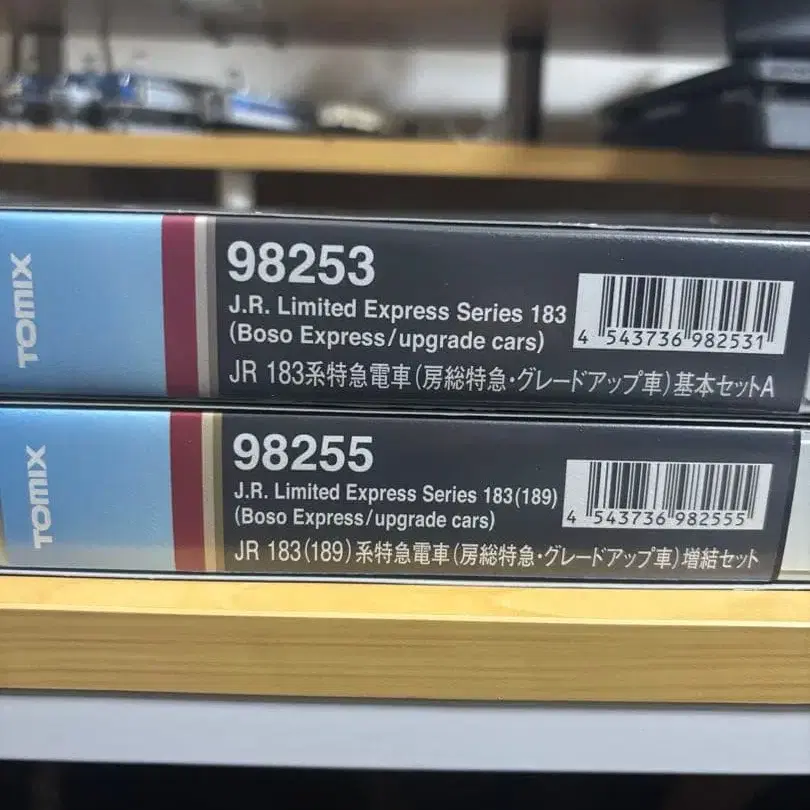 TOMIX
98253
J.R. Limited Express Series 183
(Boso Express/upgrade cars)
JR 183系特急電車(房総特急・グレードアップ車)基本セットA
4 543736 982531
TOMIX
98255
J.R. Limited Express Series 183(189)
(Boso Express/upgrade cars)
JR 183(189)系特急電車(房総特急・グレードアップ車)増結セット
4 543736 982555